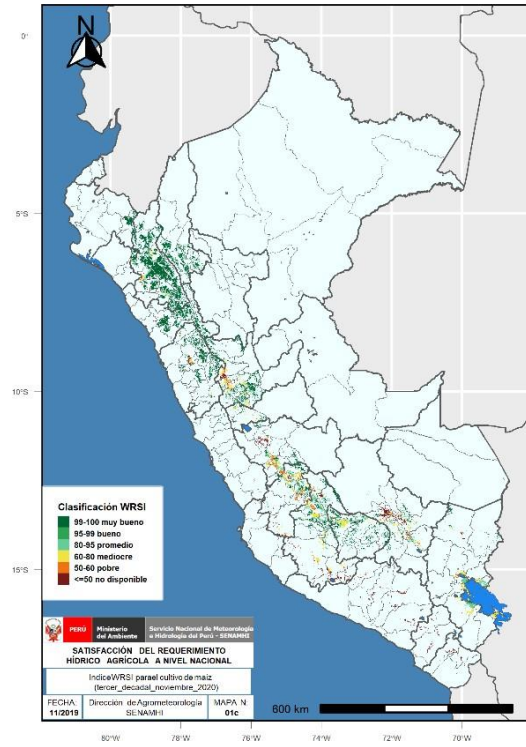 N
0°
5°S
10°S
15°S
Clasificación WRSI
99-100 muy bueno
95-99 bueno
80-95 promedio
60-80 mediocre
50-60 pobre
<=50 no disponible
PERÚ
Ministerio
del Ambiente
Servicio Nacional de Meteorología
e Hidrología del Perú - SENAMHI
SATISFACCIÓN DEL REQUERIMIENTO
HÍDRICO AGRÍCOLA A NIVEL NACIONAL
IndiceWRSI parael cultivo de maiz
(tercer_decadal_noviembre_2020)
FECHA:
11/2019
Dirección de Agrometeorología
SENAMHI
MAPA N.
01c
600 km
80°W
78°W
76°W
74°W
72°W
70°W